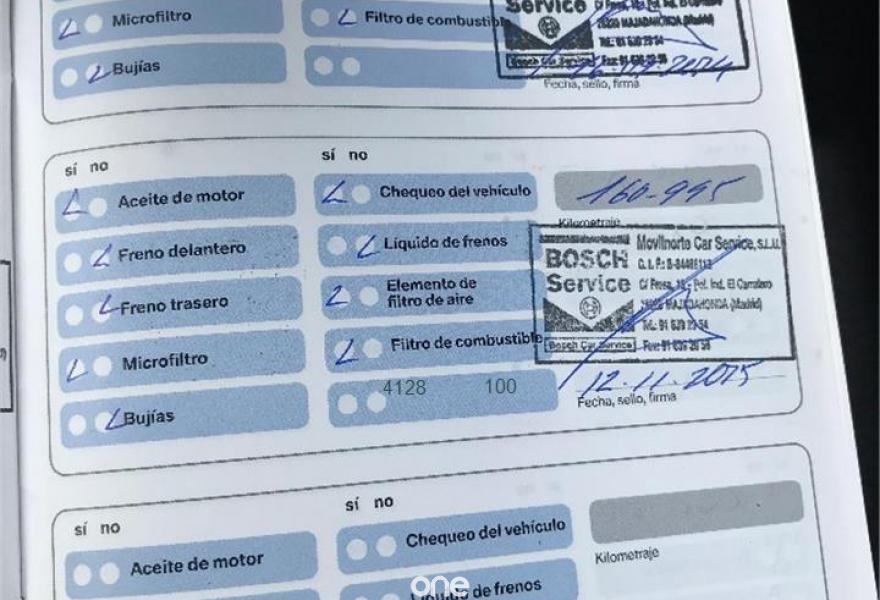 Microfiltro
Filtro de combustible
Service
Bosch Car Service
Bujías
Fecha, sello, firma
sí no
sí no
Aceite de motor
Chequeo del vehículo
160-995
Kilometraje
Freno delantero
Líquido de frenos
BOSCH
Service
Movilnorte Car Service, S.L.U.
Freno trasero
Elemento de
filtro de aire
MAJADAHONDA (Madrid)
Microfiltro
Filtro de combustible
Bosch Car Service
4128 100
12.11.2025
Bujías
Fecha, sello, firma
sí no
sí no
Aceite de motor
Chequeo del vehículo
Kilometraje
de frenos
one